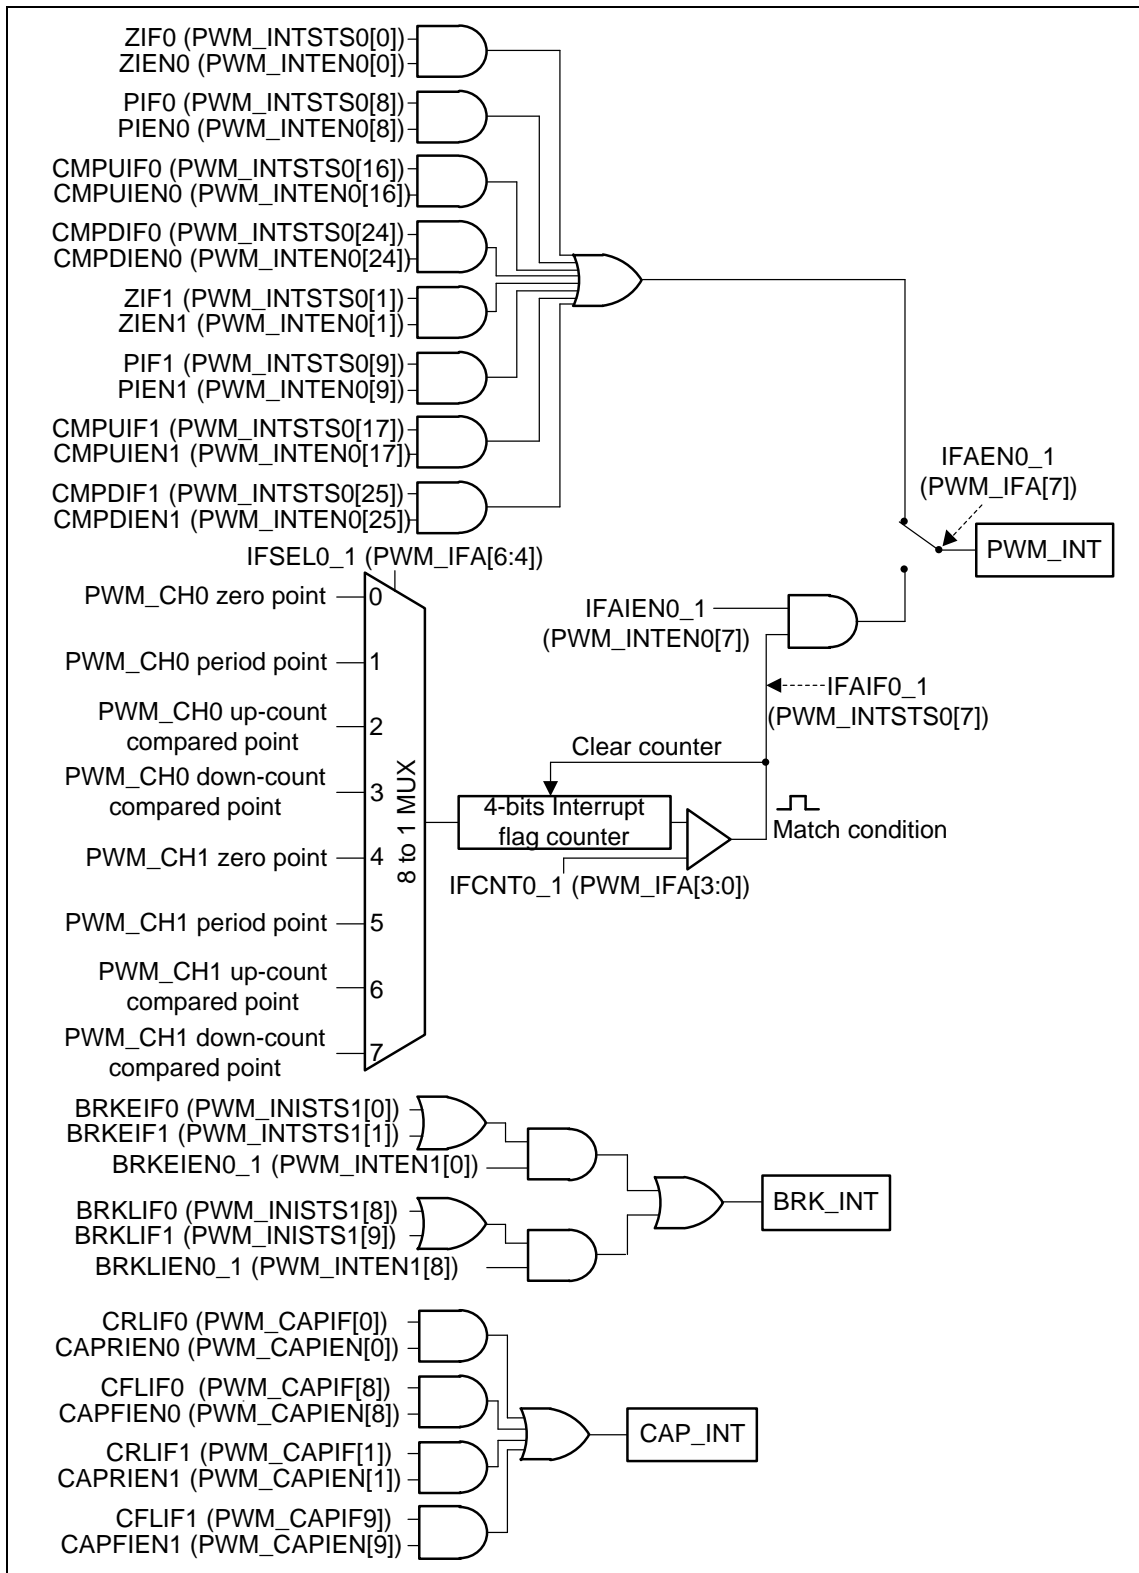 ZIF0 (PWM_INTSTS0[0])
ZIEN0 (PWM_INTEN0[0])
PIF0 (PWM_INTSTS0[8])
PIEN0 (PWM_INTEN0[8])
CMPUIF0 (PWM_INTSTS0[16])
CMPUIEN0 (PWM_INTEN0[16])
CMPDIF0 (PWM_INTSTS0[24])
CMPDIEN0 (PWM_INTEN0[24])
ZIF1 (PWM_INTSTS0[1])
ZIEN1 (PWM_INTEN0[1])
PIF1 (PWM_INTSTS0[9])
PIEN1 (PWM_INTEN0[9])
CMPUIF1 (PWM_INTSTS0[17])
CMPUIEN1 (PWM_INTEN0[17])
CMPDIF1 (PWM_INTSTS0[25])
CMPDIEN1 (PWM_INTEN0[25])
IFAEN0_1
(PWM_IFA[7])
PWM_INT
IFSEL0_1 (PWM_IFA[6:4])
PWM_CH0 zero point
0
PWM_CH0 period point
1
PWM_CH0 up-count
compared point
2
PWM_CH0 down-count
compared point
3
PWM_CH1 zero point
4
PWM_CH1 period point
5
PWM_CH1 up-count
compared point
6
PWM_CH1 down-count
compared point
7
8 to 1 MUX
IFAIEN0_1
(PWM_INTEN0[7])
IFAIF0_1
(PWM_INTSTS0[7])
Clear counter
4-bits Interrupt
flag counter
Match condition
IFCNT0_1 (PWM_IFA[3:0])
BRKEIF0 (PWM_INISTS1[0])
BRKEIF1 (PWM_INTSTS1[1])
BRKEIEN0_1 (PWM_INTEN1[0])
BRKLIF0 (PWM_INISTS1[8])
BRKLIF1 (PWM_INISTS1[9])
BRKLIEN0_1 (PWM_INTEN1[8])
BRK_INT
CRLIF0 (PWM_CAPIF[0])
CAPRIEN0 (PWM_CAPIEN[0])
CFLIF0 (PWM_CAPIF[8])
CAPFIEN0 (PWM_CAPIEN[8])
CRLIF1 (PWM_CAPIF[1])
CAPRIEN1 (PWM_CAPIEN[1])
CFLIF1 (PWM_CAPIF9])
CAPFIEN1 (PWM_CAPIEN[9])
CAP_INT